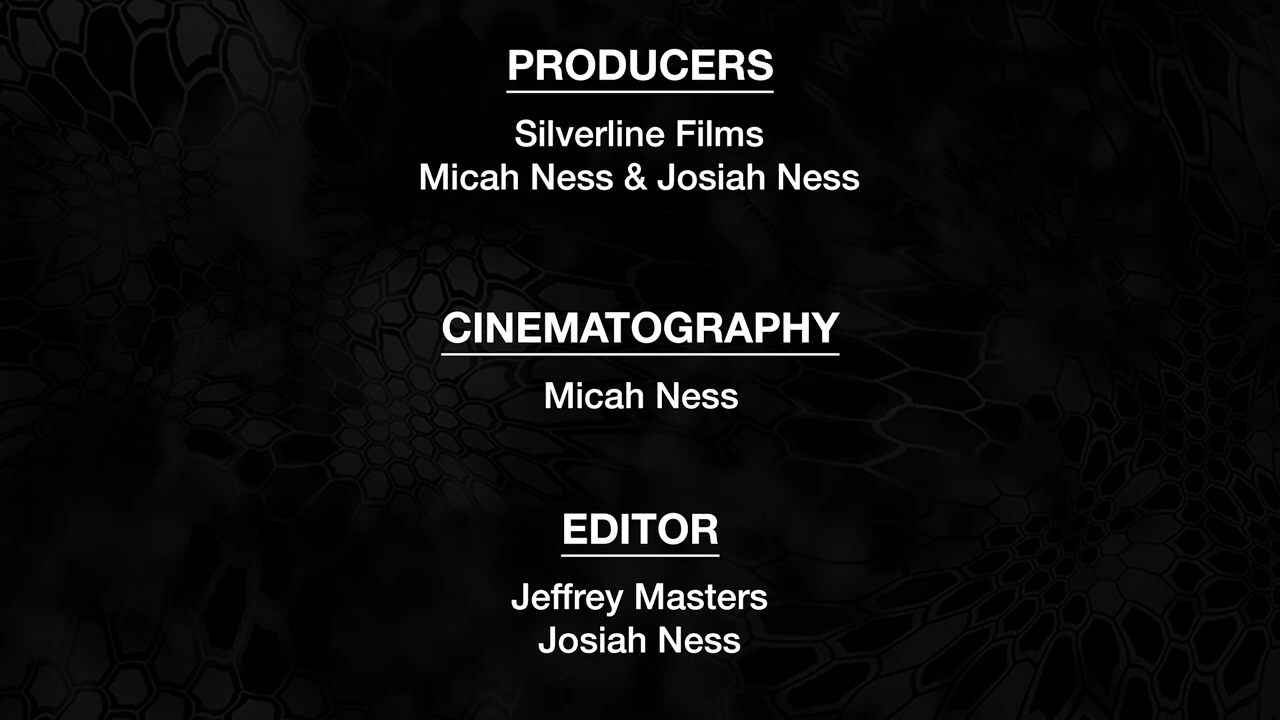 PRODUCERS
Silverline Films
Micah Ness & Josiah Ness
CINEMATOGRAPHY
Micah Ness
EDITOR
Jeffrey Masters
Josiah Ness